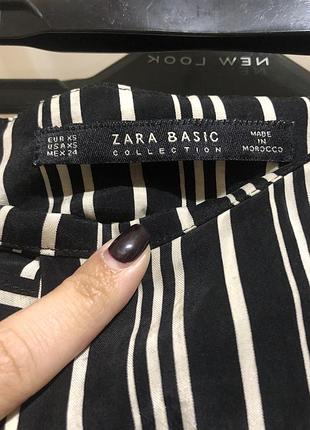 NEW LOOK
EUR XS
USA XS
MEX 24
ZARA BASIC
COLLECTION
MADE
IN
MOROCCO